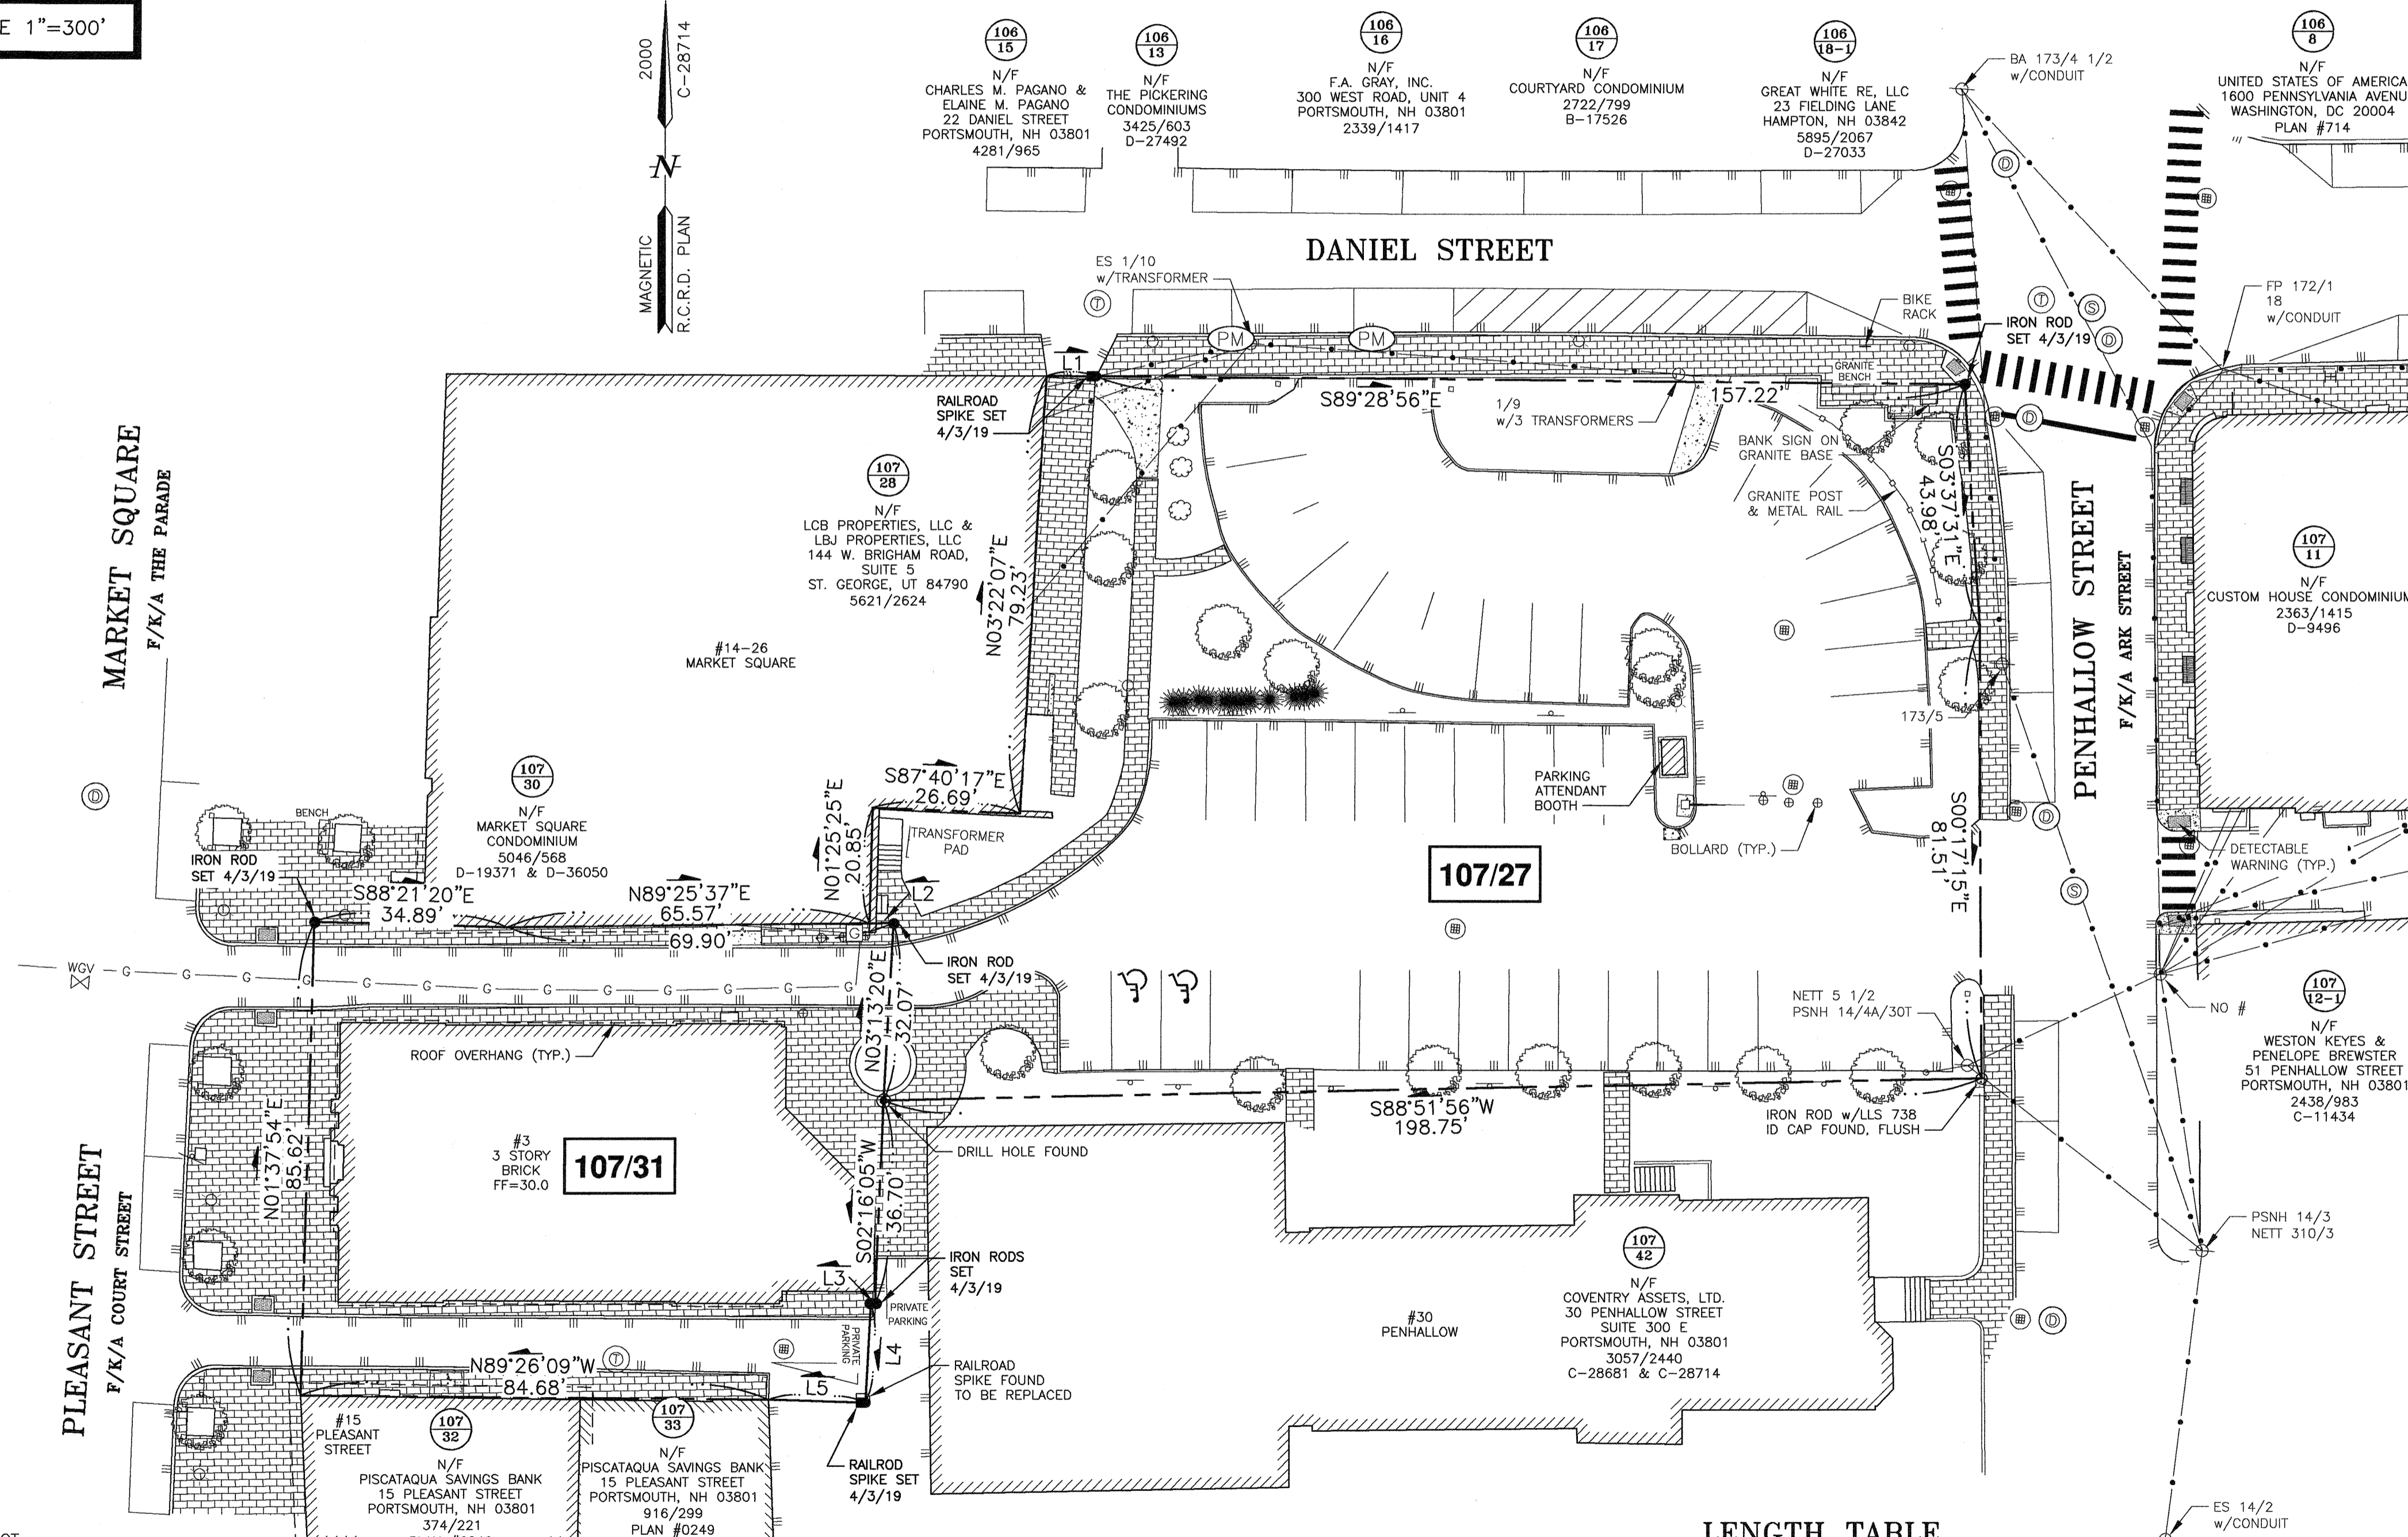 E 1"=300'
2000
C-28714
N
MAGNETIC
R.C.R.D. PLAN
106
15
N/F
CHARLES M. PAGANO &
ELAINE M. PAGANO
22 DANIEL STREET
PORTSMOUTH, NH 03801
4281/965
106
13
N/F
THE PICKERING
CONDOMINIUMS
3425/603
D-27492
106
16
N/F
F.A. GRAY, INC.
300 WEST ROAD, UNIT 4
PORTSMOUTH, NH 03801
2339/1417
106
17
N/F
COURTYARD CONDOMINIUM
2722/799
B-17526
106
18-1
N/F
GREAT WHITE RE, LLC
23 FIELDING LANE
HAMPTON, NH 03842
5895/2067
D-27033
BA 173/4 1/2
w/CONDUIT
106
8
N/F
UNITED STATES OF AMERICA
1600 PENNSYLVANIA AVENU
WASHINGTON, DC 20004
PLAN #714
D
DANIEL STREET
ES 1/10
w/TRANSFORMER
T
PM
PM
BIKE
RACK
IRON ROD
SET 4/3/19
T
S
D
FP 172/1
18
w/CONDUIT
L1
RAILROAD
SPIKE SET
4/3/19
S89°28'56"E
157.22'
1/9
w/3 TRANSFORMERS
GRANITE
BENCH
BANK SIGN ON
GRANITE BASE
GRANITE POST
& METAL RAIL
D
S03°37'31"E
43.98'
MARKET SQUARE
F/K/A THE PARADE
107
28
N/F
LCB PROPERTIES, LLC &
LBJ PROPERTIES, LLC
144 W. BRIGHAM ROAD,
SUITE 5
ST. GEORGE, UT 84790
5621/2624
N03°22'07"E
79.23'
#14-26
MARKET SQUARE
PENHALLOW STREET
F/K/A ARK STREET
107
11
N/F
CUSTOM HOUSE CONDOMINIUM
2363/1415
D-9496
173/5
D
BENCH
107
30
N/F
MARKET SQUARE
CONDOMINIUM
5046/568
D-19371 & D-36050
S87°40'17"E
26.69'
N01°25'25"E
20.85'
TRANSFORMER
PAD
L2
PARKING
ATTENDANT
BOOTH
BOLLARD (TYP.)
107/27
S00°17'15"E
81.51'
D
S
DETECTABLE
WARNING (TYP.)
IRON ROD
SET 4/3/19
S88°21'20"E
34.89'
N89°25'37"E
65.57'
69.90'
G
IRON ROD
SET 4/3/19
WGV
G G G G G G G G G
N03°13'20"E
32.07'
NETT 5 1/2
PSNH 14/4A/30T
NO #
107
12-1
N/F
WESTON KEYES &
PENELOPE BREWSTER
51 PENHALLOW STREET
PORTSMOUTH, NH 03801
2438/983
C-11434
ROOF OVERHANG (TYP.)
S88°51'56"W
198.75'
IRON ROD w/LLS 738
ID CAP FOUND, FLUSH
DRILL HOLE FOUND
PLEASANT STREET
F/K/A COURT STREET
N01°37'54"E
85.62'
#3
3 STORY
BRICK
FF=30.0
107/31
S02°16'05"W
36.70'
PSNH 14/3
NETT 310/3
IRON RODS
SET
4/3/19
L3
PRIVATE
PARKING
PRIVATE
PARKING
L4
107
42
N/F
COVENTRY ASSETS, LTD.
30 PENHALLOW STREET
SUITE 300 E
PORTSMOUTH, NH 03801
3057/2440
C-28681 & C-28714
#30
PENHALLOW
D
N89°26'09"W
84.68'
T
L5
RAILROAD
SPIKE FOUND
TO BE REPLACED
#15
PLEASANT
STREET
107
32
N/F
PISCATAQUA SAVINGS BANK
15 PLEASANT STREET
PORTSMOUTH, NH 03801
374/221
107
33
N/F
PISCATAQUA SAVINGS BANK
15 PLEASANT STREET
PORTSMOUTH, NH 03801
916/299
PLAN #0249
RAILROD
SPIKE SET
4/3/19
ES 14/2
w/CONDUIT
LENGTH TABLE